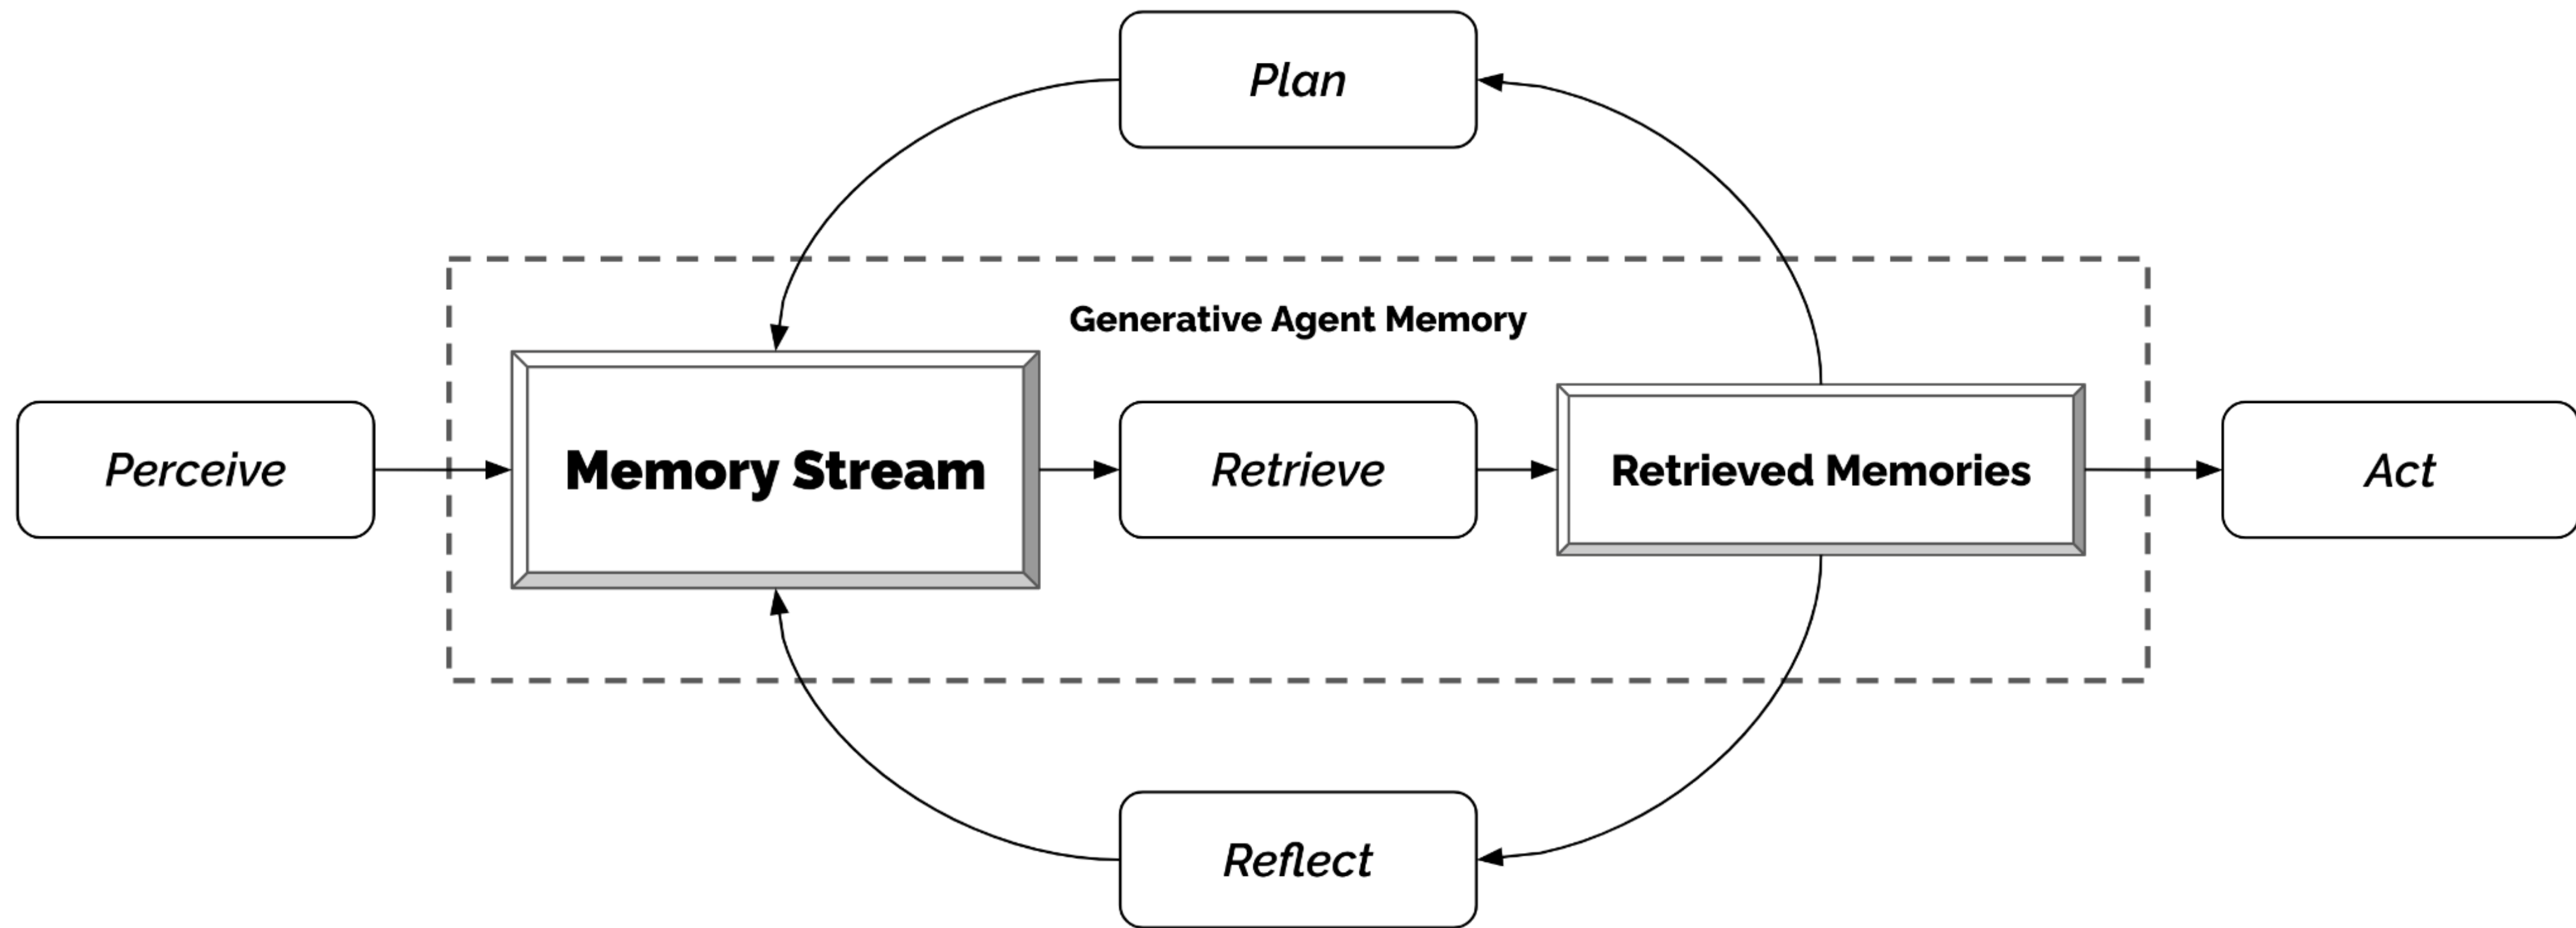 Plan
Generative Agent Memory
Perceive
Memory Stream
Retrieve
Retrieved Memories
Act
Reflect